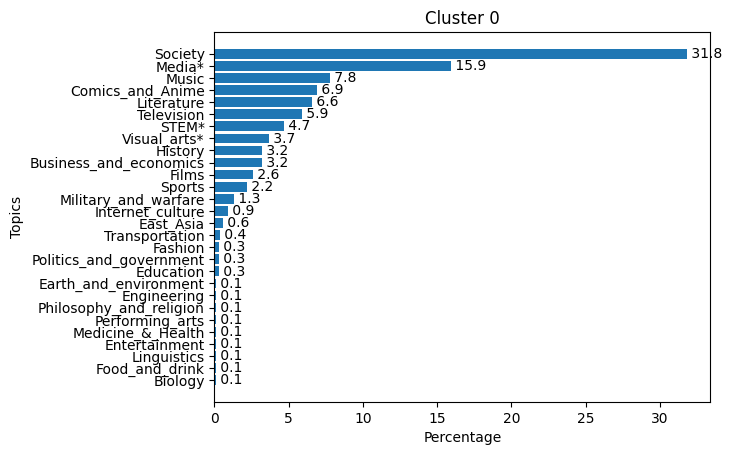 Cluster 0
Topics
Society 31.8
Media* 15.9
Music 7.8
Comics_and_Anime 6.9
Literature 6.6
Television 5.9
STEM* 4.7
Visual_arts* 3.7
History 3.2
Business_and_economics 3.2
Films 2.6
Sports 2.2
Military_and_warfare 1.3
Internet_culture 0.9
East_Asia 0.6
Transportation 0.4
Fashion 0.3
Politics_and_government 0.3
Education 0.3
Earth_and_environment 0.1
Engineering 0.1
Philosophy_and_religion 0.1
Performing_arts 0.1
Medicine_&_Health 0.1
Entertainment 0.1
Linguistics 0.1
Food_and_drink 0.1
Biology 0.1
0 5 10 15 20 25 30
Percentage